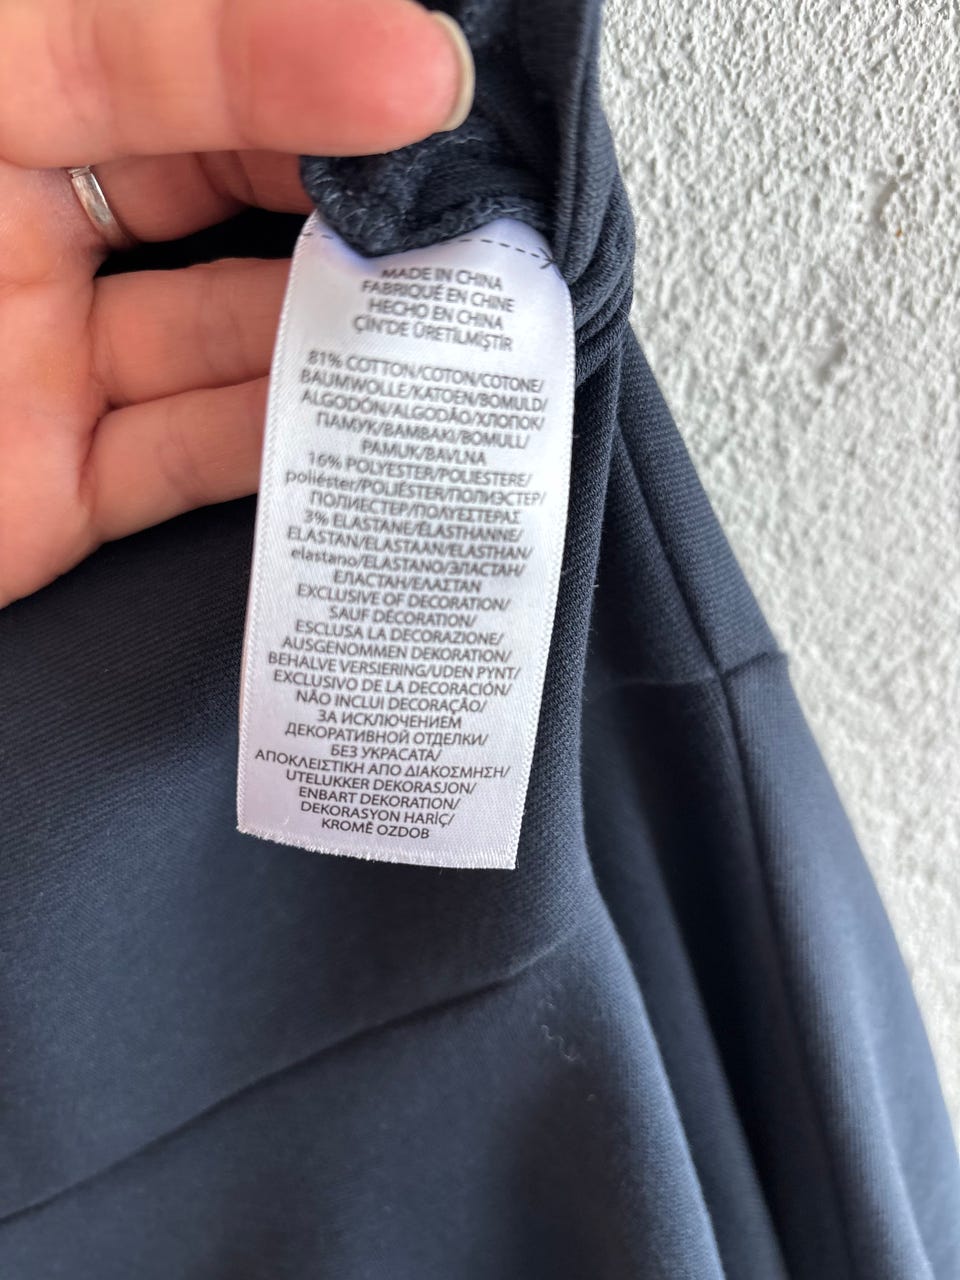 MADE IN CHINA
FABRIQUÉ EN CHINE
HECHO EN CHINA
ÇİN'DE ÜRETİLMİŞTİR
81% COTTON/COTON/COTONE/
BAUMWOLLE/KATOEN/BOMULD/
ALGODÓN/ALGODÃO/ХЛОПОК/
ПАМУК/ΒΑΜΒΑΚΙ/BOMULL/
PAMUK/BAVLNA
16% POLYESTER/POLIESTERE/
poliéster/POLIÉSTER/ПОЛИЭСТЕР/
ПОЛИЕСТЕР/ΠΟΛΥΕΣΤΕΡΑΣ
3% ELASTANE/ÉLASTHANNE/
ELASTAN/ELASTAAN/ELASTHAN/
elastano/ELASTANO/ЭЛАСТАН/
ЕЛАСТАН/ΕΛΑΣΤΑΝ
EXCLUSIVE OF DECORATION/
SAUF DÉCORATION/
ESCLUSA LA DECORAZIONE/
AUSGENOMMEN DEKORATION/
BEHALVE VERSIERING/UDEN PYNT/
EXCLUSIVO DE LA DECORACIÓN/
NÃO INCLUI DECORAÇÃO/
ЗА ИСКЛЮЧЕНИЕМ
ДЕКОРАТИВНОЙ ОТДЕЛКИ/
БЕЗ УКРАСАТА/
ΑΠΟΚΛΕΙΣΤΙΚΗ ΑΠΟ ΔΙΑΚΟΣΜΗΣΗ/
UTELUKKER DEKORASJON/
ENBART DEKORATION/
DEKORASYON HARİÇ/
KROMĚ OZDOB